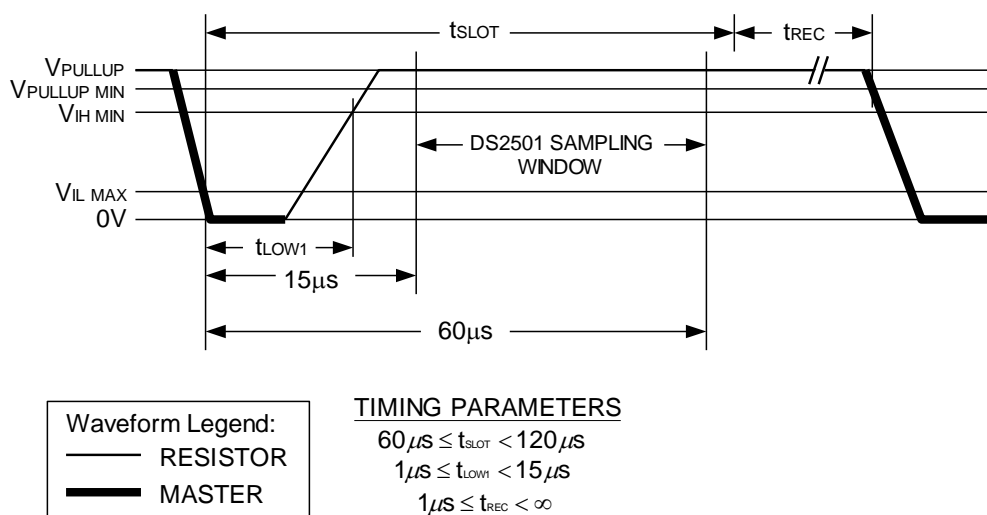 tSLOT
tREC
VPULLUP
VPULLUP MIN
VIH MIN
DS2501 SAMPLING
WINDOW
VIL MAX
0V
tLOW1
15μs
60μs
Waveform Legend:
RESISTOR
MASTER
TIMING PARAMETERS
60μs ≤ tSLOT < 120μs
1μs ≤ tLOW1 < 15μs
1μs ≤ tREC < ∞